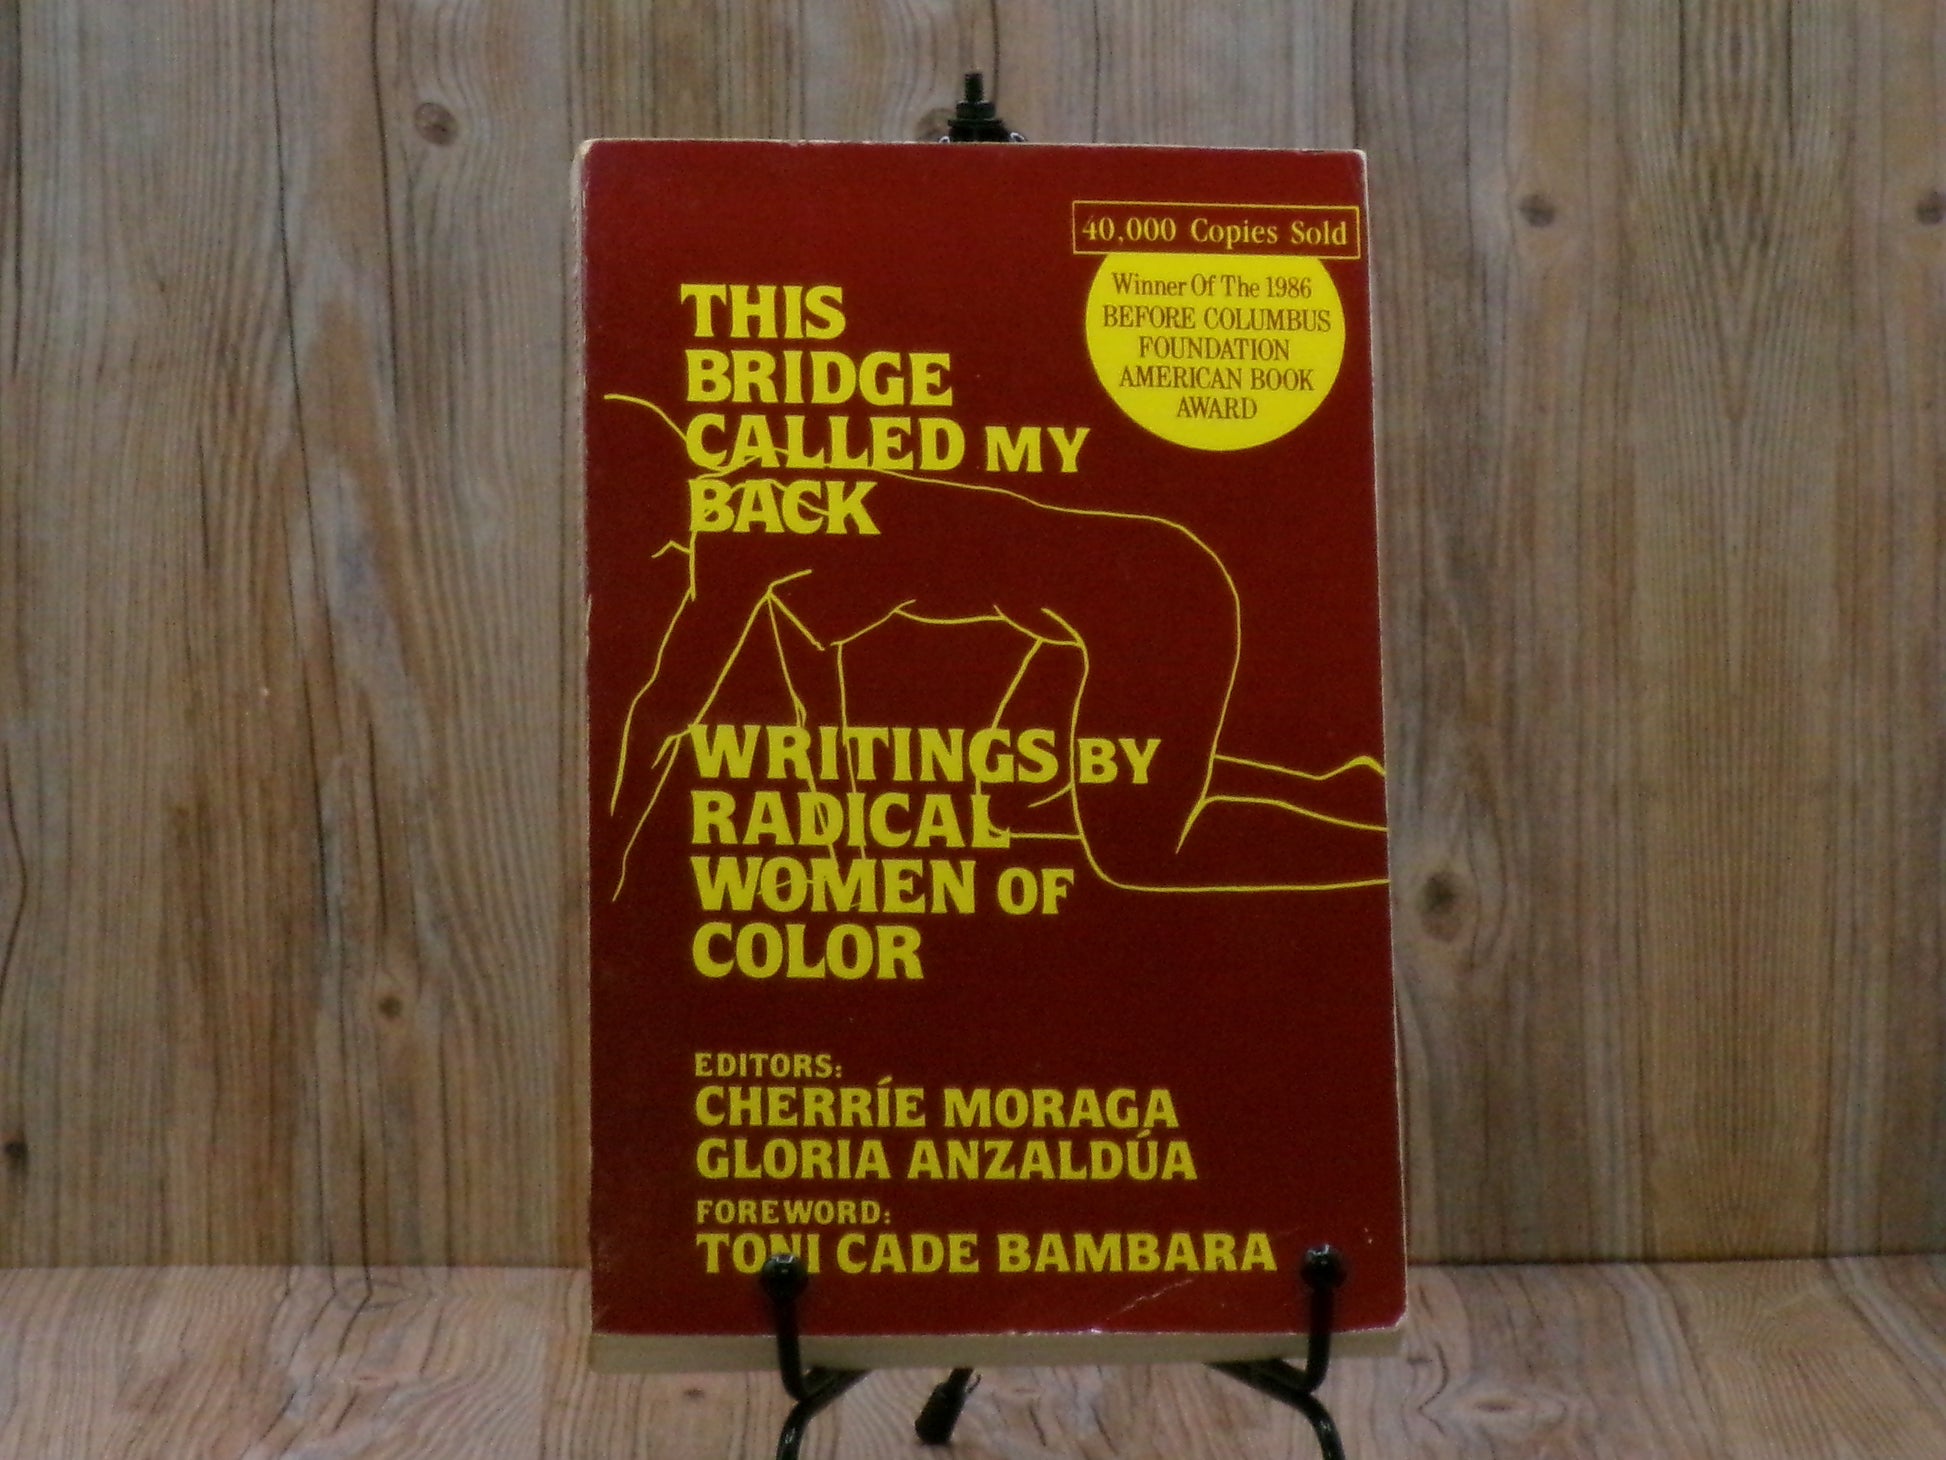 40,000 Copies Sold
Winner Of The 1986
BEFORE COLUMBUS
FOUNDATION
AMERICAN BOOK
AWARD
THIS
BRIDGE
CALLED MY
BACK
WRITINGS BY
RADICAL
WOMEN OF
COLOR
EDITORS:
CHERRÍE MORAGA
GLORIA ANZALDÚA
FOREWORD:
TONI CADE BAMBARA